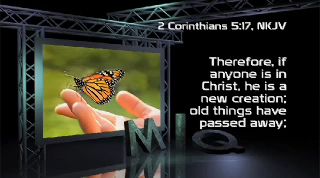 2 Corinthians 5:17, NKJV
Therefore, if
anyone is in
Christ, he is a
new creation;
old things have
passed away;
M I Q